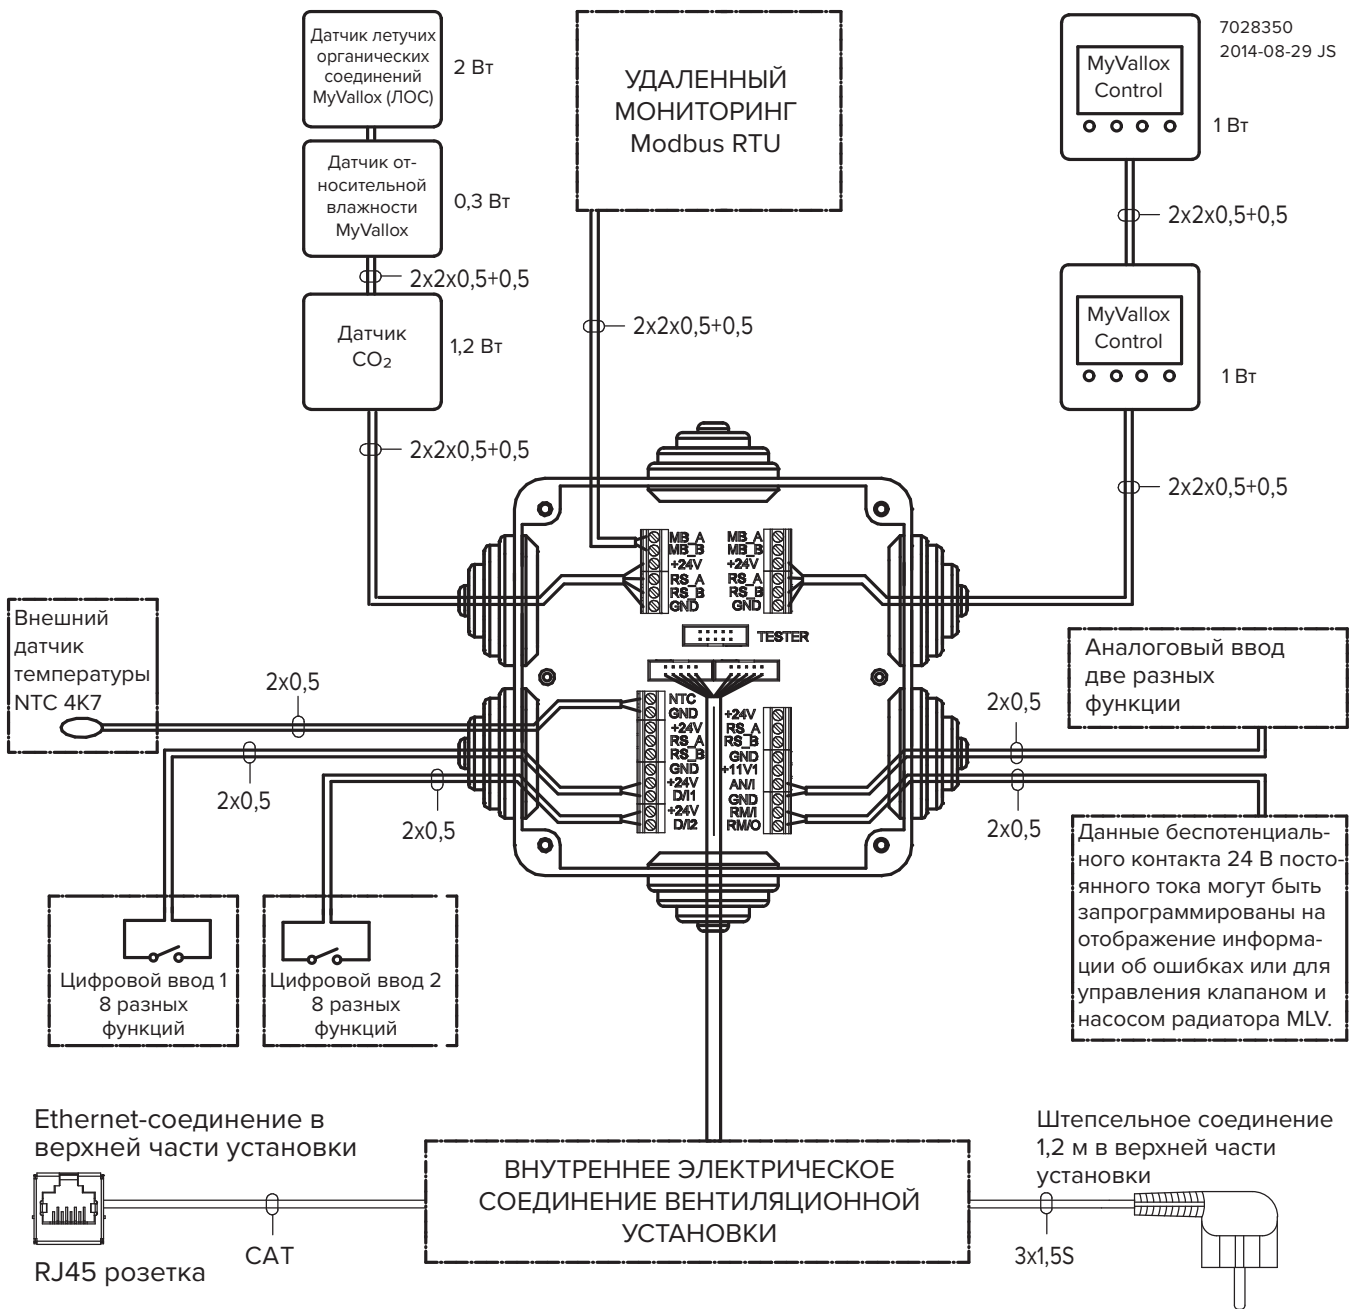 Датчик летучих
органических
соединений
MyVallox (ЛОС)
2 Вт
УДАЛЕННЫЙ
МОНИТОРИНГ
Modbus RTU
MyVallox
Control
7028350
2014-08-29 JS
1 Вт
Датчик от-
носительной
влажности
MyVallox
0,3 Вт
2x2x0,5+0,5
2x2x0,5+0,5
Датчик
CO₂
1,2 Вт
2x2x0,5+0,5
MyVallox
Control
1 Вт
2x2x0,5+0,5
2x2x0,5+0,5
MB_A
MB_B
+24V
RS_A
RS_B
GND
MB_A
MB_B
+24V
RS_A
RS_B
GND
TESTER
Внешний
датчик
температуры
NTC 4K7
2x0,5
2x0,5
2x0,5
NTC
GND
+24V
RS_A
RS_B
GND
+24V
D/I1
+24V
D/I2
+24V
RS_A
RS_B
GND
+11V1
AN/I
GND
RM/I
RM/O
2x0,5
2x0,5
Аналоговый ввод
две разных
функции
Данные беспотенциаль-
ного контакта 24 В посто-
янного тока могут быть
запрограммированы на
отображение информа-
ции об ошибках или для
управления клапаном и
насосом радиатора MLV.
Цифровой ввод 1
8 разных
функций
Цифровой ввод 2
8 разных
функций
Ethernet-соединение в
верхней части установки
CAT
RJ45 розетка
ВНУТРЕННЕЕ ЭЛЕКТРИЧЕСКОЕ
СОЕДИНЕНИЕ ВЕНТИЛЯЦИОННОЙ
УСТАНОВКИ
Штепсельное соединение
1,2 м в верхней части
установки
3x1,5S